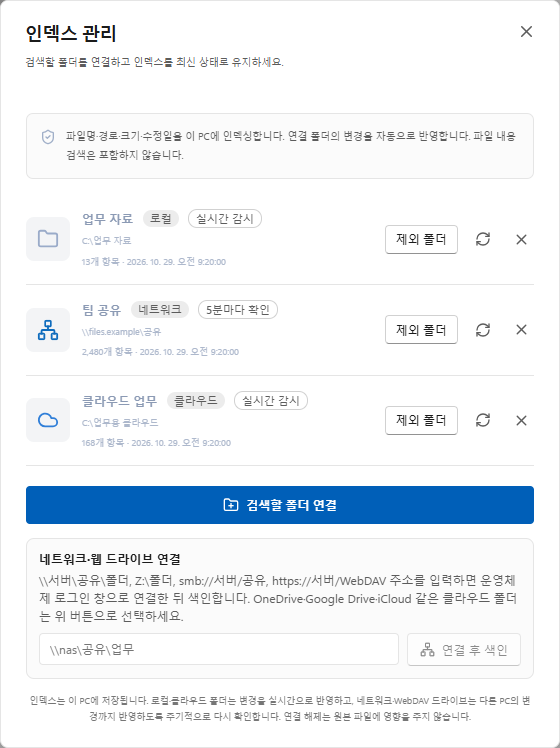 인덱스 관리
검색할 폴더를 연결하고 인덱스를 최신 상태로 유지하세요.
파일명·경로·크기·수정일을 이 PC에 인덱싱합니다. 연결 폴더의 변경을 자동으로 반영합니다. 파일 내용
검색은 포함하지 않습니다.
업무 자료 로컬 실시간 감시
C:\업무 자료
13개 항목 · 2026. 10. 29. 오전 9:20:00
제외 폴더
팀 공유 네트워크 5분마다 확인
\\files.example\공유
2,480개 항목 · 2026. 10. 29. 오전 9:20:00
제외 폴더
클라우드 업무 클라우드 실시간 감시
C:\업무용 클라우드
168개 항목 · 2026. 10. 29. 오전 9:20:00
제외 폴더
검색할 폴더 연결
네트워크·웹 드라이브 연결
\\서버\공유\폴더, Z:\폴더, smb://서버/공유, https://서버/WebDAV 주소를 입력하면 운영체
제 로그인 창으로 연결한 뒤 색인합니다. OneDrive·Google Drive·iCloud 같은 클라우드 폴더
는 위 버튼으로 선택하세요.
\\nas\공유\업무
연결 후 색인
인덱스는 이 PC에 저장됩니다. 로컬·클라우드 폴더는 변경을 실시간으로 반영하고, 네트워크·WebDAV 드라이브는 다른 PC의 변
경까지 반영하도록 주기적으로 다시 확인합니다. 연결 해제는 원본 파일에 영향을 주지 않습니다.